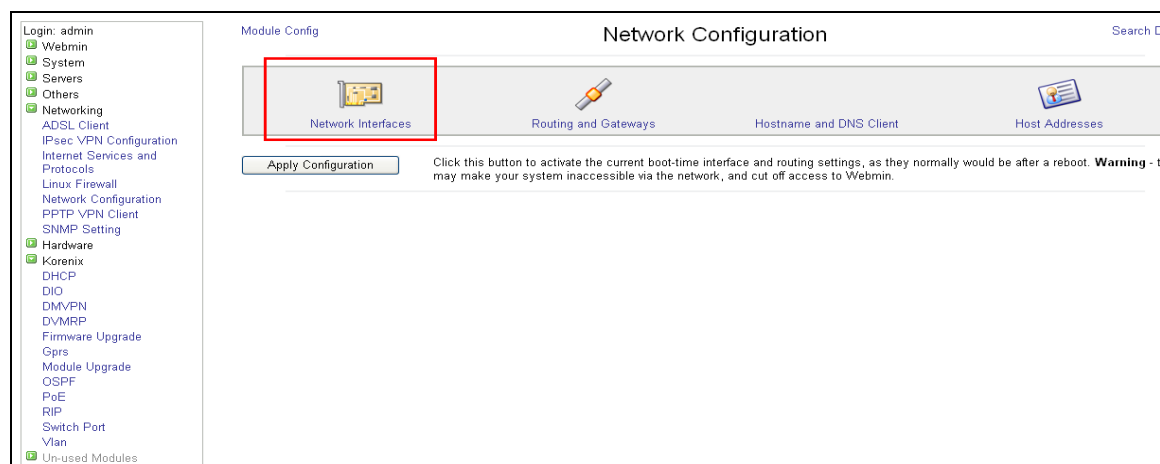 Login: admin
Webmin
System
Servers
Others
Networking
ADSL Client
IPsec VPN Configuration
Internet Services and
Protocols
Linux Firewall
Network Configuration
PPTP VPN Client
SNMP Setting
Hardware
Korenix
DHCP
DIO
DMVPN
DVMRP
Firmware Upgrade
Gprs
Module Upgrade
OSPF
PoE
RIP
Switch Port
Vlan
Un-used Modules
Module Config
Network Configuration
Search D
Network Interfaces
Routing and Gateways
Hostname and DNS Client
Host Addresses
Apply Configuration
Click this button to activate the current boot-time interface and routing settings, as they normally would be after a reboot. Warning - t
may make your system inaccessible via the network, and cut off access to Webmin.